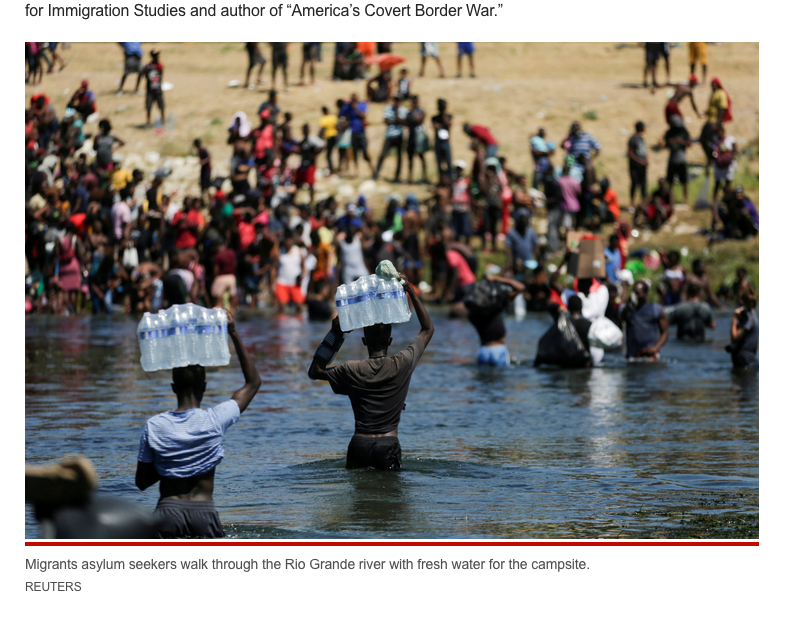 for Immigration Studies and author of “America’s Covert Border War.”
Migrants asylum seekers walk through the Rio Grande river with fresh water for the campsite.
REUTERS